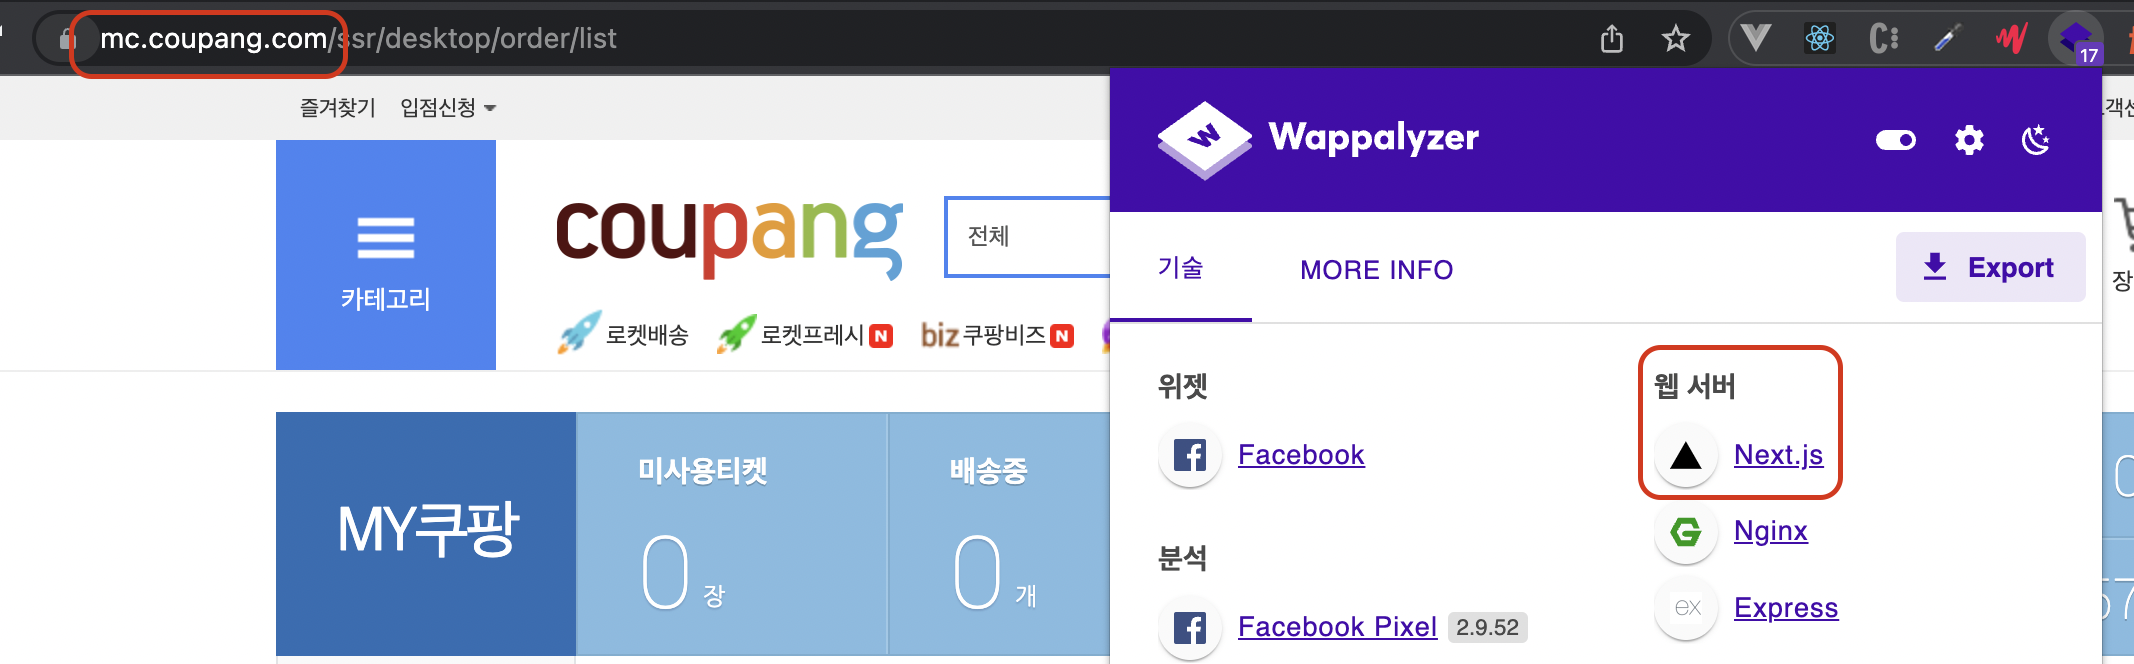 mc.coupang.com/ssr/desktop/order/list
17
즐겨찾기 입점신청
Wappalyzer
카테고리
coupang
전체
로켓배송 로켓프레시 N biz 쿠팡비즈 N
기술 MORE INFO Export
장
MY쿠팡
미사용티켓
0 장
배송중
0 개
위젯
Facebook
분석
Facebook Pixel 2.9.52
웹 서버
Next.js
Nginx
ex Express